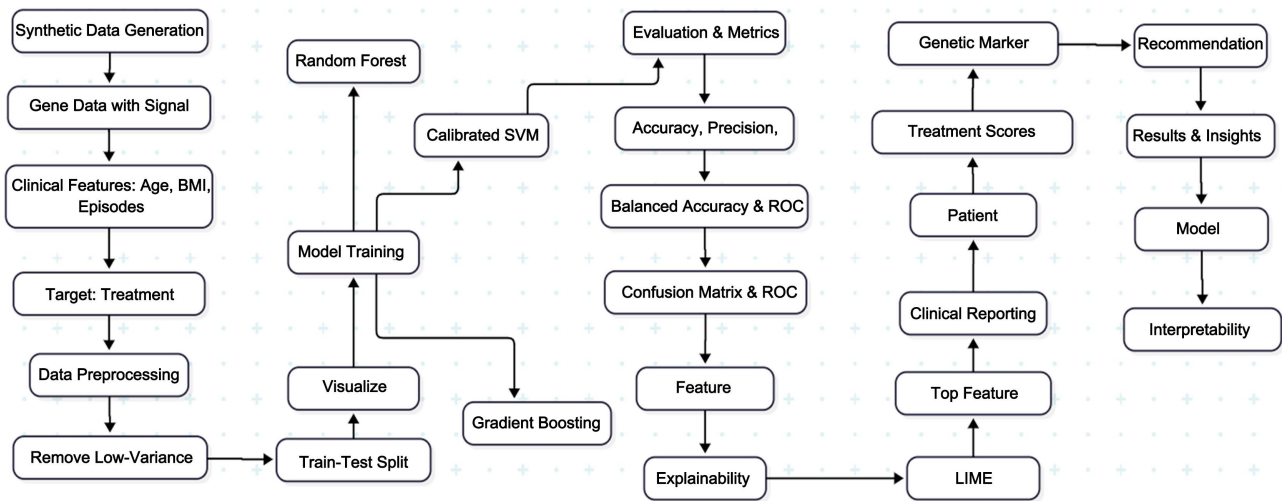 Synthetic Data Generation
Gene Data with Signal
Clinical Features: Age, BMI,
Episodes
Target: Treatment
Data Preprocessing
Remove Low-Variance
Train-Test Split
Visualize
Model Training
Random Forest
Calibrated SVM
Gradient Boosting
Evaluation & Metrics
Accuracy, Precision,
Balanced Accuracy & ROC
Confusion Matrix & ROC
Feature
Explainability
LIME
Top Feature
Clinical Reporting
Patient
Treatment Scores
Genetic Marker
Recommendation
Results & Insights
Model
Interpretability